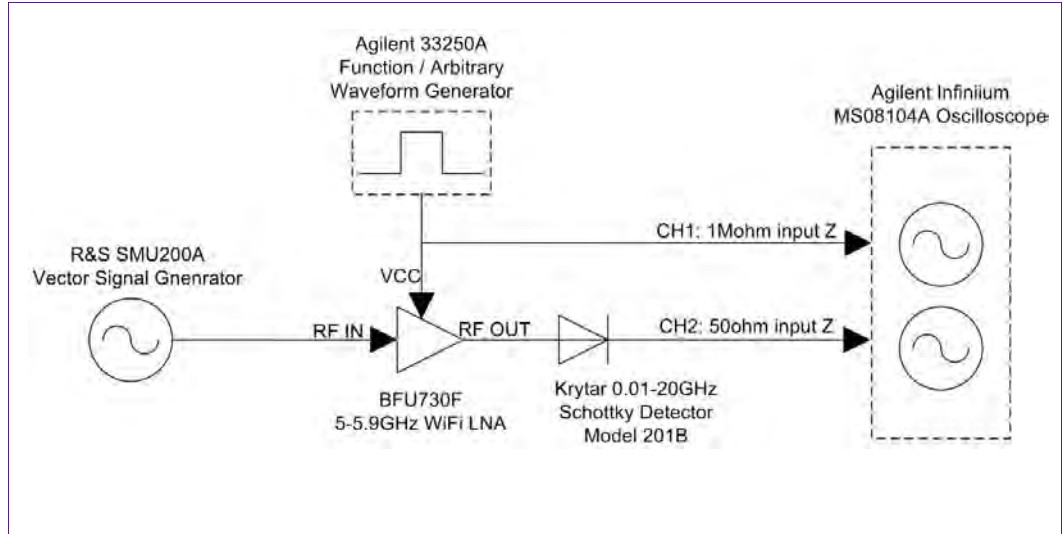 Agilent 33250A
Function / Arbitrary
Waveform Generator
Agilent Infiniium
MS08104A Oscilloscope
CH1: 1Mohm input Z
R&S SMU200A
Vector Signal Gnenrator
VCC
RF IN
RF OUT
CH2: 50ohm input Z
BFU730F
5-5.9GHz WiFi LNA
Krytar 0.01-20GHz
Schottky Detector
Model 201B